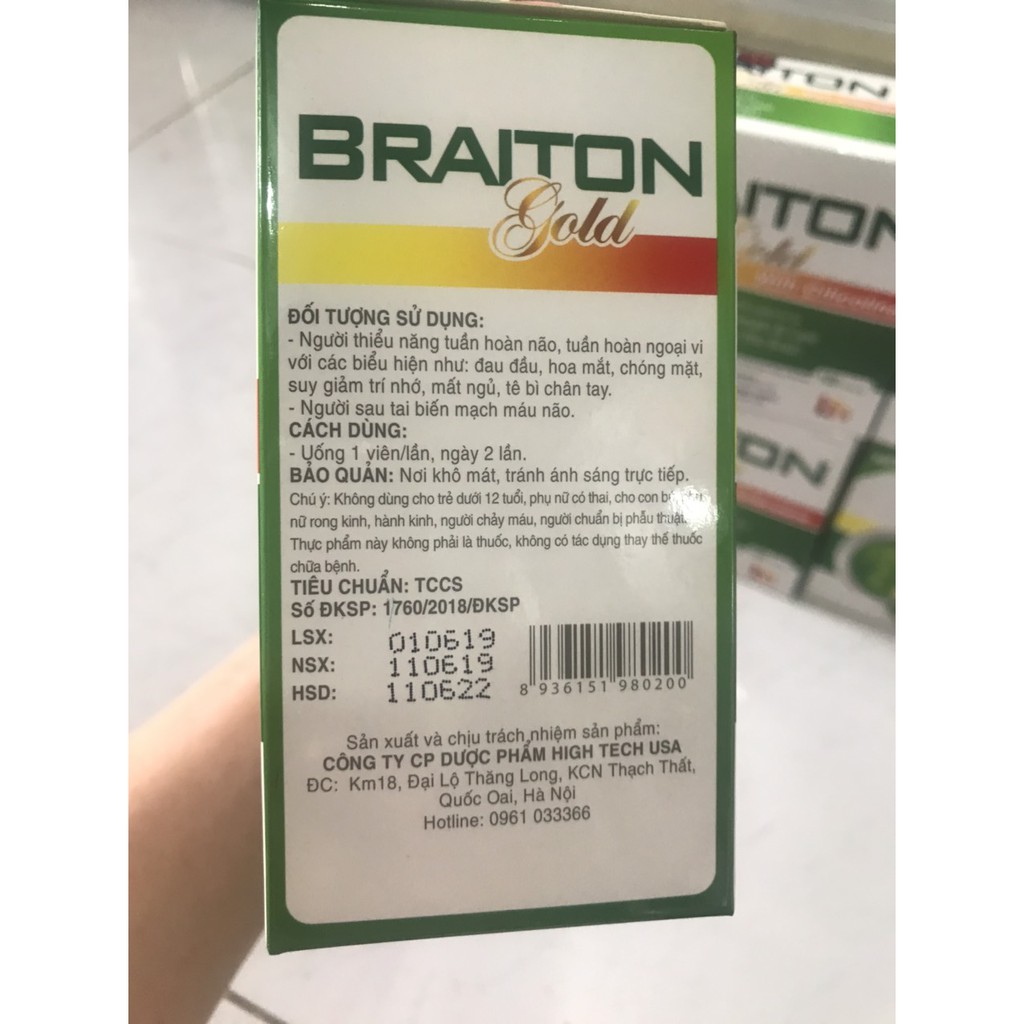 BRAITON
Gold
ĐỐI TƯỢNG SỬ DỤNG:
- Người thiểu năng tuần hoàn não, tuần hoàn ngoại vi
với các biểu hiện như: đau đầu, hoa mắt, chóng mặt,
suy giảm trí nhớ, mất ngủ, tê bì chân tay.
- Người sau tai biến mạch máu não.
CÁCH DÙNG:
- Uống 1 viên/lần, ngày 2 lần.
BẢO QUẢN: Nơi khô mát, tránh ánh sáng trực tiếp.
Chú ý: Không dùng cho trẻ dưới 12 tuổi, phụ nữ có thai, cho con
nữ rong kinh, hành kinh, người chảy máu, người chuẩn bị phẫu thuật.
Thực phẩm này không phải là thuốc, không có tác dụng thay thế thuốc
chữa bệnh.
TIÊU CHUẨN: TCCS
Số ĐKSP: 1760/2018/ĐKSP
LSX: 010619
NSX: 110619
HSD: 110622
8 936151 980200
Sản xuất và chịu trách nhiệm sản phẩm:
CÔNG TY CP DƯỢC PHẨM HIGH TECH USA
ĐC: Km18, Đại Lộ Thăng Long, KCN Thạch Thất,
Quốc Oai, Hà Nội
Hotline: 0961 033366